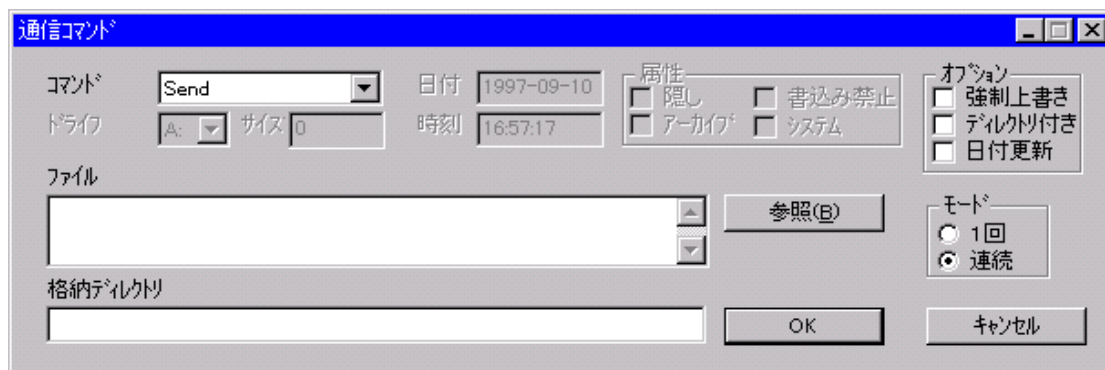 通信ｺﾏﾝﾄﾞ
ｺﾏﾝﾄﾞ Send 日付 1997-09-10
ﾄﾞﾗｲﾌ A: ｻｲｽﾞ 0 時刻 16:57:17
属性
隠し 書込み禁止
ｱｰｶｲﾌﾞ ｼｽﾃﾑ
ｵﾌﾟｼｮﾝ
強制上書き
ﾃﾞｨﾚｸﾄﾘ付き
日付更新
ﾌｧｲﾙ
参照(B)
ﾓｰﾄﾞ
1回
連続
格納ﾃﾞｨﾚｸﾄﾘ
OK ｷｬﾝｾﾙ